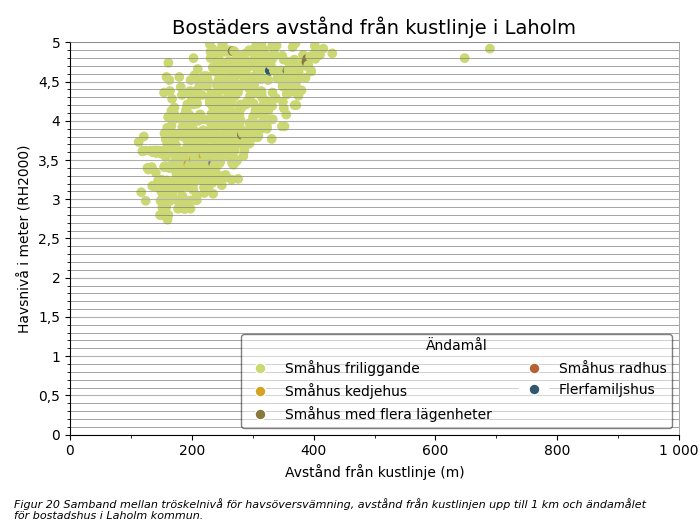 Bostäders avstånd från kustlinje i Laholm
Havsnivå i meter (RH2000)
5
4,5
4
3,5
3
2,5
2
1,5
1
0,5
0
Ändamål
Småhus friliggande
Småhus kedjehus
Småhus med flera lägenheter
Småhus radhus
Flerfamiljshus
0
200
400
600
800
1 000
Avstånd från kustlinje (m)
Figur 20 Samband mellan tröskelnivå för havsöversvämning, avstånd från kustlinjen upp till 1 km och ändamålet
för bostadshus i Laholm kommun.